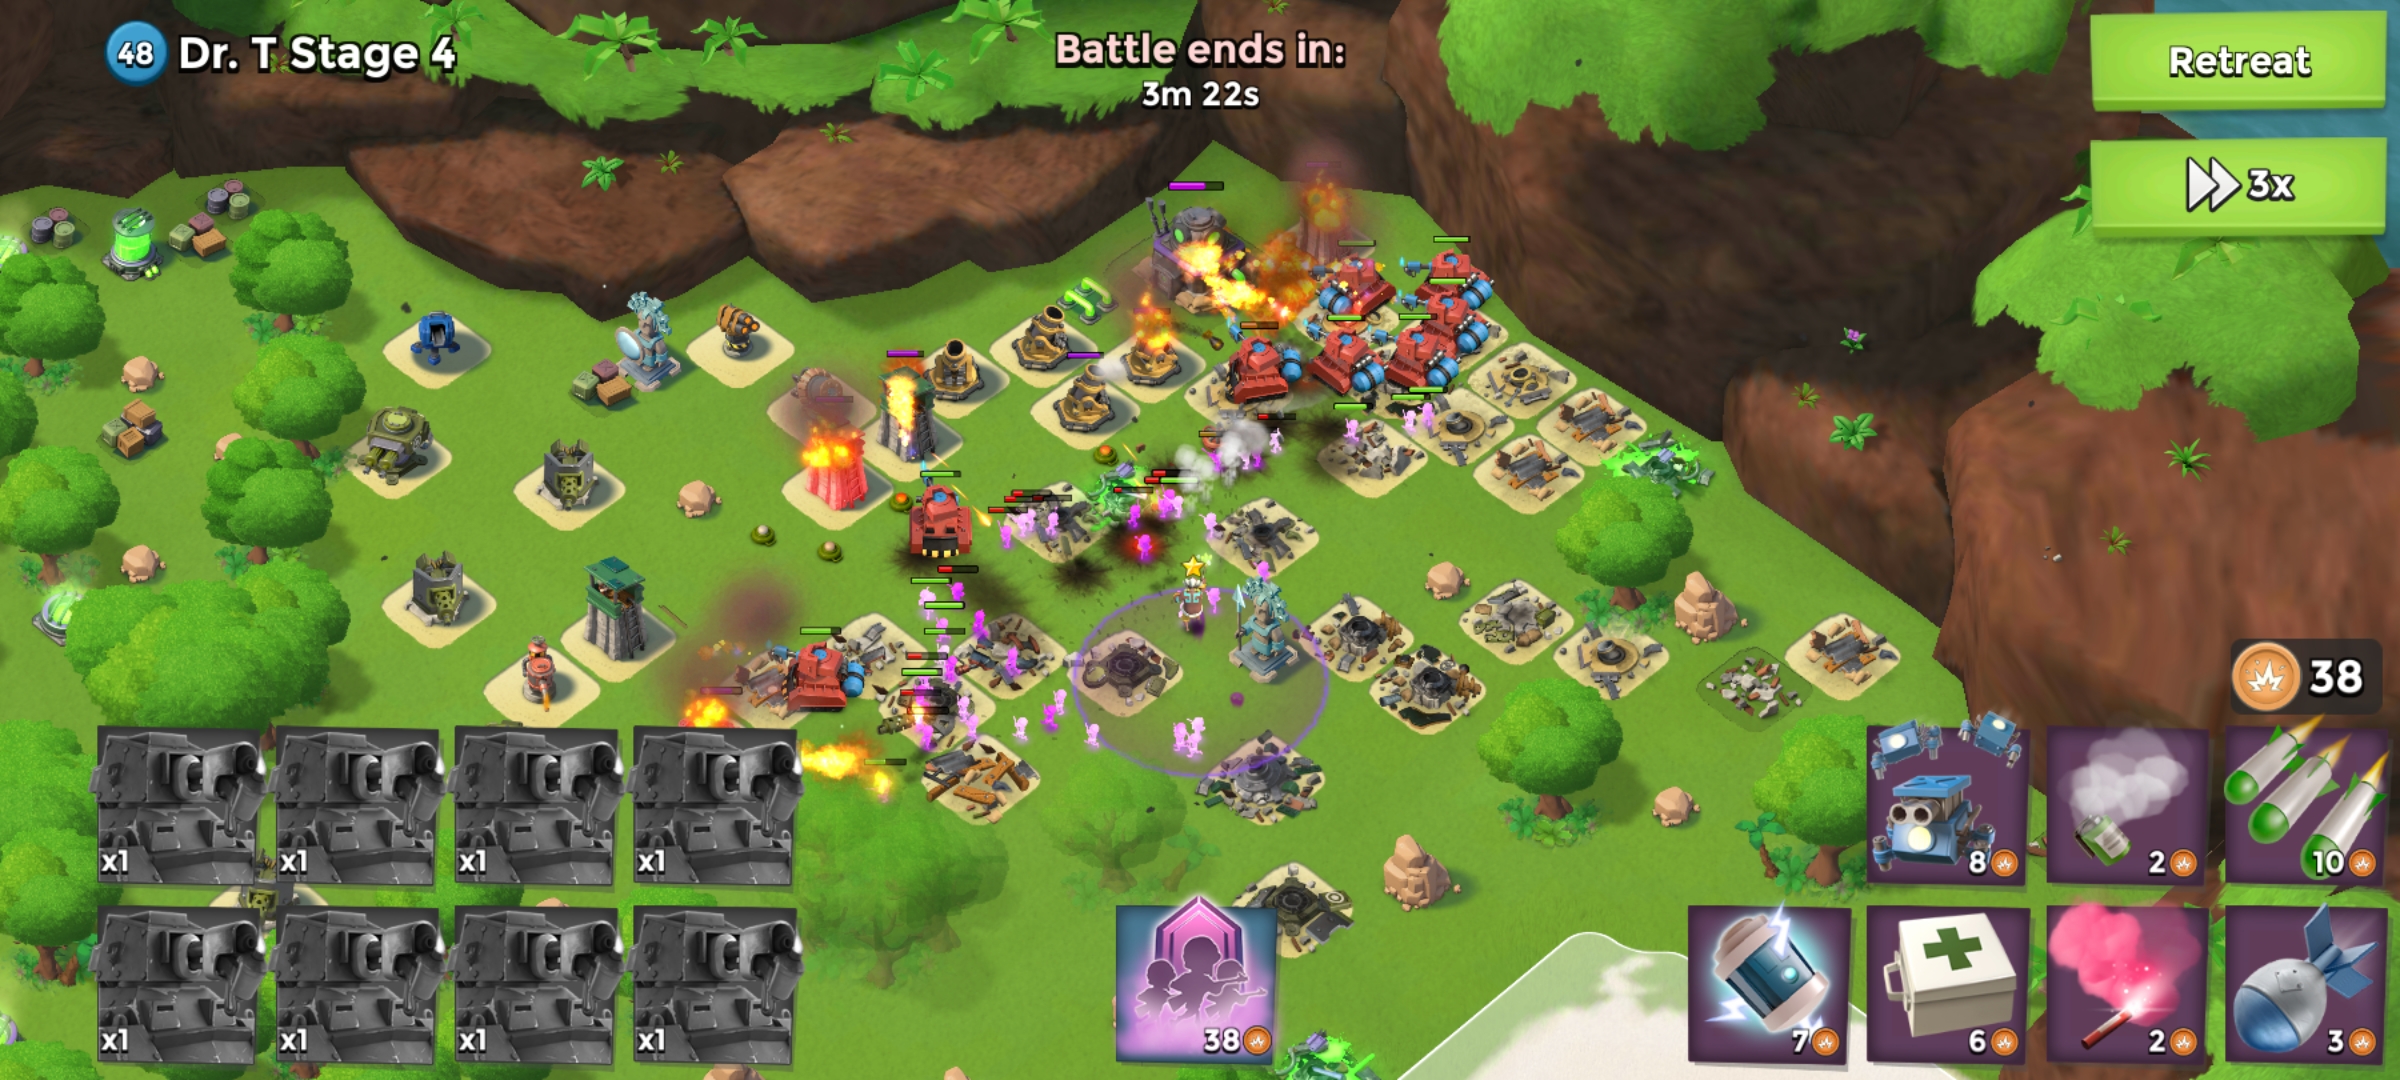 48 Dr. T Stage 4
Battle ends in:
3m 22s
Retreat
3x
38
8
2
10
x1
x1
x1
x1
x1
x1
x1
x1
38
7
6
2
3